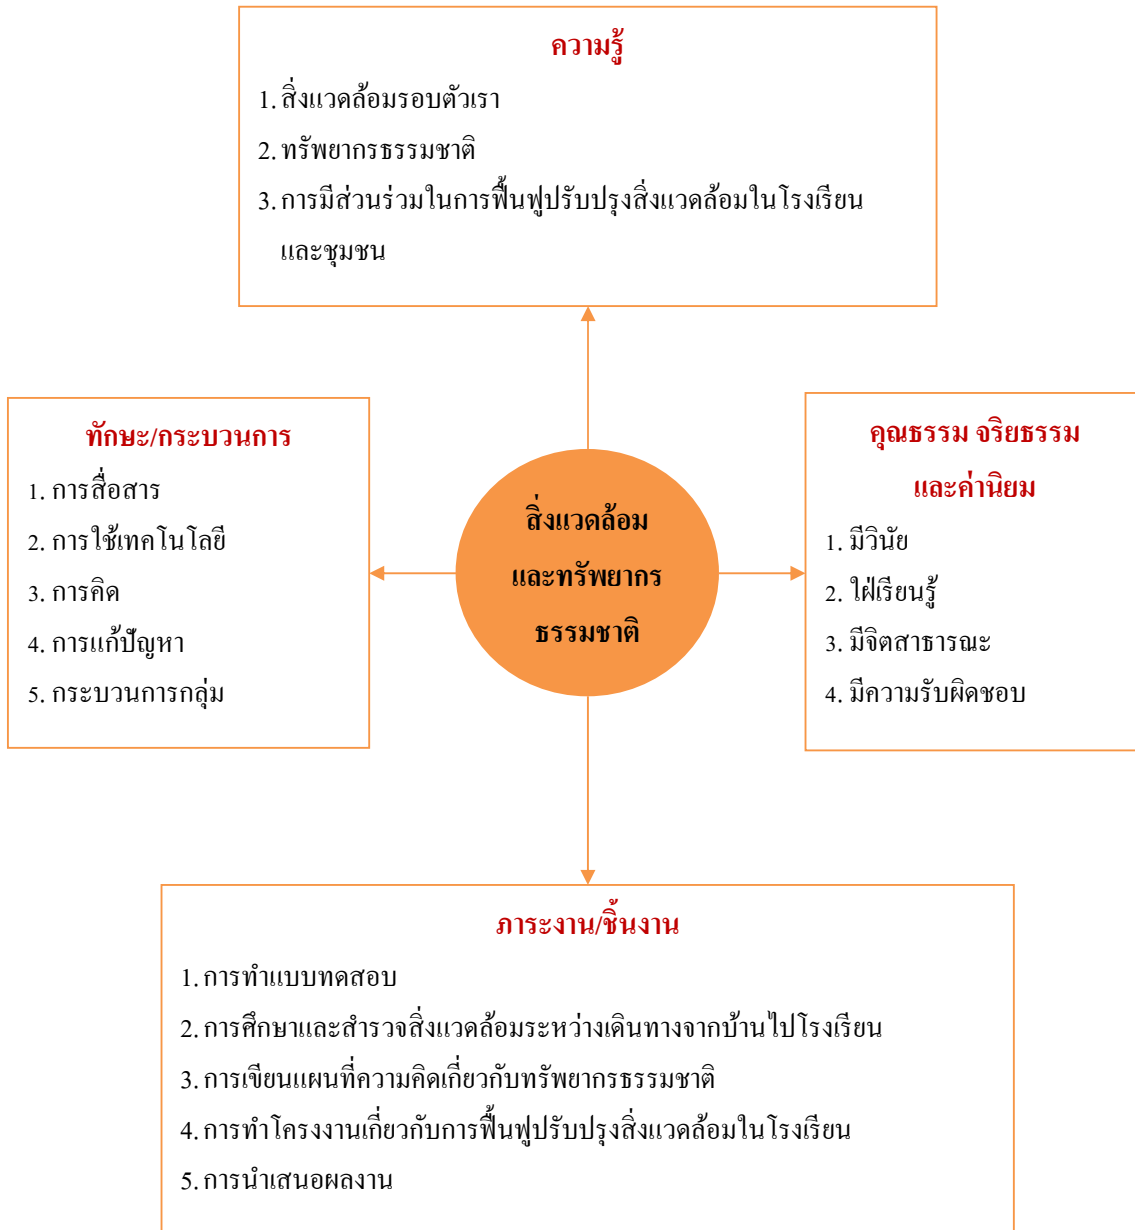 ความรู้
1. สิ่งแวดล้อมรอบตัวเรา
2. ทรัพยากรธรรมชาติ
3. การมีส่วนร่วมในการฟื้นฟูปรับปรุงสิ่งแวดล้อมในโรงเรียน
และชุมชน
ทักษะ/กระบวนการ
1. การสื่อสาร
2. การใช้เทคโนโลยี
3. การคิด
4. การแก้ปัญหา
5. กระบวนการกลุ่ม
สิ่งแวดล้อม
และทรัพยากร
ธรรมชาติ
คุณธรรม จริยธรรม
และค่านิยม
1. มีวินัย
2. ใฝ่เรียนรู้
3. มีจิตสาธารณะ
4. มีความรับผิดชอบ
ภาระงาน/ชิ้นงาน
1. การทำแบบทดสอบ
2. การศึกษาและสำรวจสิ่งแวดล้อมระหว่างเดินทางจากบ้านไปโรงเรียน
3. การเขียนแผนที่ความคิดเกี่ยวกับทรัพยากรธรรมชาติ
4. การทำโครงงานเกี่ยวกับการฟื้นฟูปรับปรุงสิ่งแวดล้อมในโรงเรียน
5. การนำเสนอผลงาน